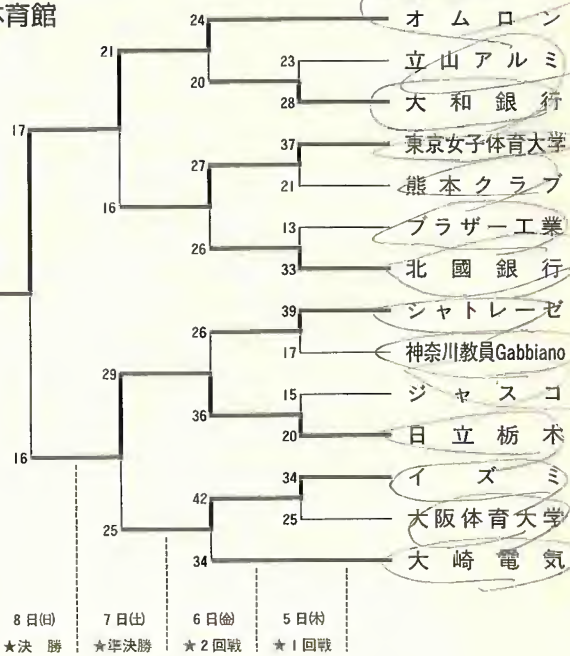 体育館
24 オムロン
21
23 立山アルミ
20
28 大和銀行
17
37 東京女子体育大学
27
21 熊本クラブ
16
13 ブラザー工業
26
33 北國銀行
39 シャトレーゼ
26
17 神奈川教員Gabbiano
29
15 ジャスコ
36
20 日立栃木
16
34 イズミ
42
25 大阪体育大学
25
34 大崎電気
8日(日) 7日(土) 6日(金) 5日(木)
★決勝 ★準決勝 ★2回戦 ★1回戦